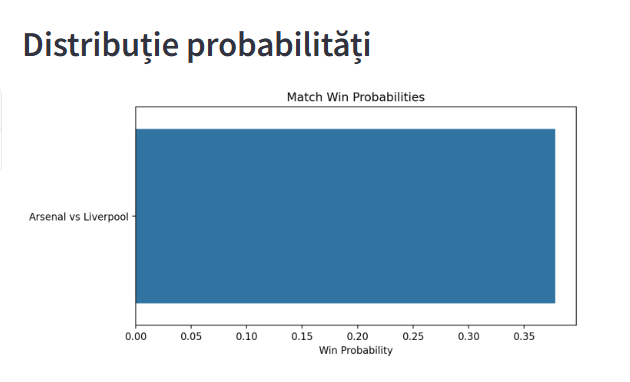 Distribuție probabilități
Match Win Probabilities
Arsenal vs Liverpool
0.00 0.05 0.10 0.15 0.20 0.25 0.30 0.35
Win Probability